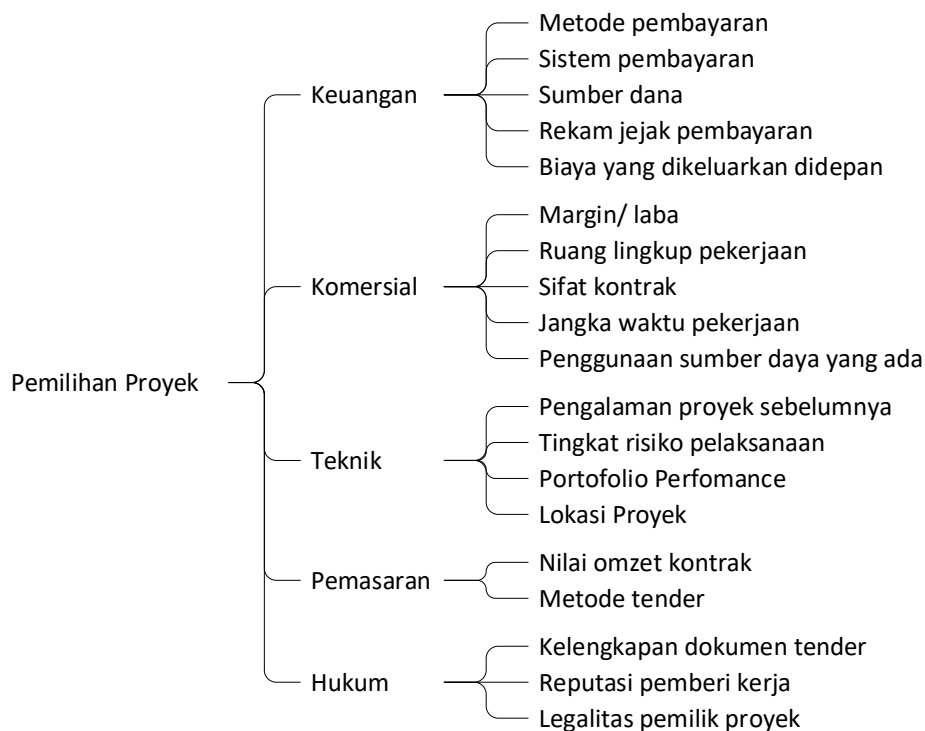 Pemilihan Proyek
Keuangan
Metode pembayaran
Sistem pembayaran
Sumber dana
Rekam jejak pembayaran
Biaya yang dikeluarkan didepan
Komersial
Margin/ laba
Ruang lingkup pekerjaan
Sifat kontrak
Jangka waktu pekerjaan
Penggunaan sumber daya yang ada
Teknik
Pengalaman proyek sebelumnya
Tingkat risiko pelaksanaan
Portofolio Perfomance
Lokasi Proyek
Pemasaran
Nilai omzet kontrak
Metode tender
Hukum
Kelengkapan dokumen tender
Reputasi pemberi kerja
Legalitas pemilik proyek